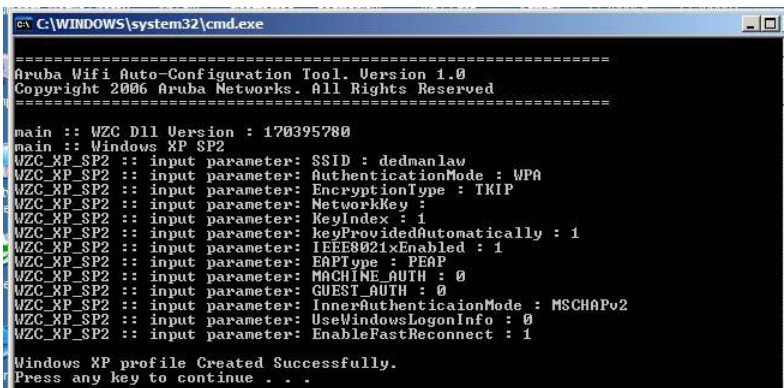 C:\WINDOWS\system32\cmd.exe
=============================================================
Aruba Wifi Auto-Configuration Tool. Version 1.0
Copyright 2006 Aruba Networks. All Rights Reserved
=============================================================
main :: WZC Dll Version : 170395780
main :: Windows XP SP2
WZC_XP_SP2 :: input parameter: SSID : dedmanlaw
WZC_XP_SP2 :: input parameter: AuthenticationMode : WPA
WZC_XP_SP2 :: input parameter: EncryptionType : TKIP
WZC_XP_SP2 :: input parameter: NetworkKey :
WZC_XP_SP2 :: input parameter: KeyIndex : 1
WZC_XP_SP2 :: input parameter: keyProvidedAutomatically : 1
WZC_XP_SP2 :: input parameter: IEEE8021xEnabled : 1
WZC_XP_SP2 :: input parameter: EAPType : PEAP
WZC_XP_SP2 :: input parameter: MACHINE_AUTH : 0
WZC_XP_SP2 :: input parameter: GUEST_AUTH : 0
WZC_XP_SP2 :: input parameter: InnerAuthenticaionMode : MSCHAPv2
WZC_XP_SP2 :: input parameter: UseWindowsLogonInfo : 0
WZC_XP_SP2 :: input parameter: EnableFastReconnect : 1
Windows XP profile Created Successfully.
Press any key to continue . . .